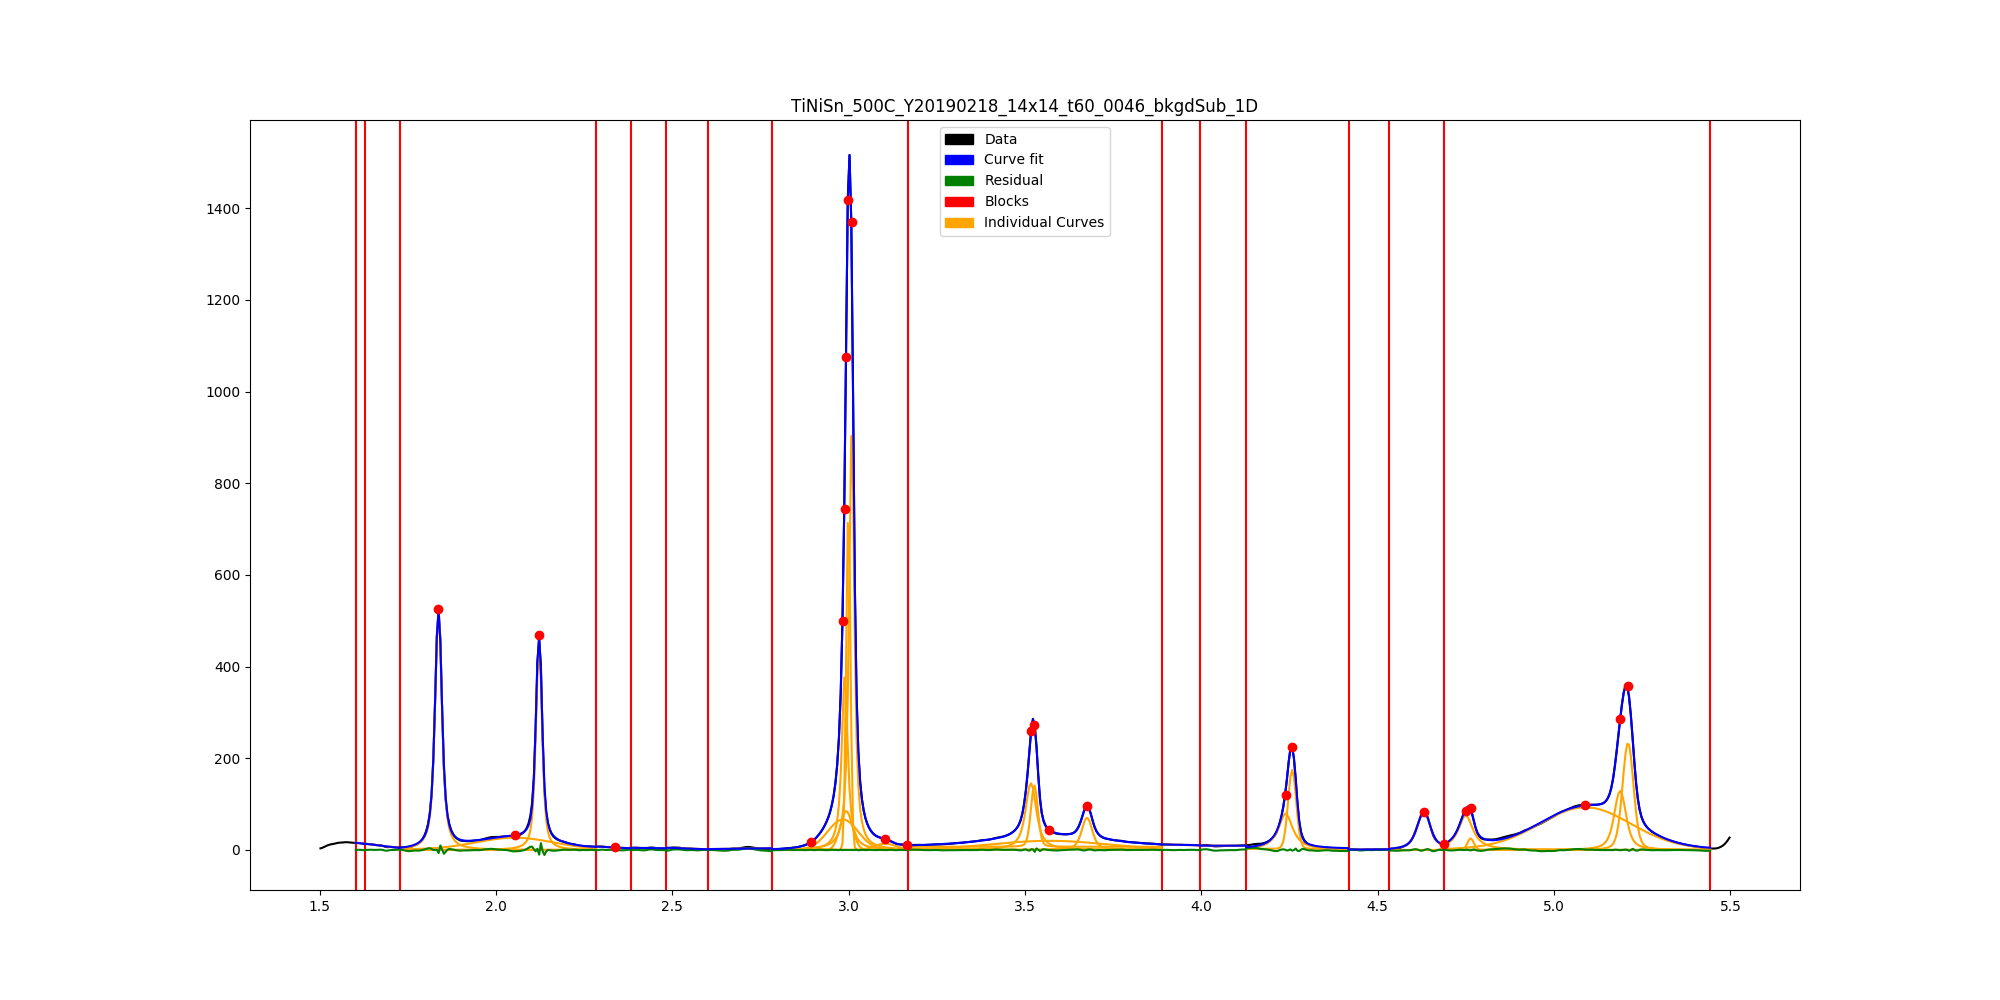 TiNiSn_500C_Y20190218_14x14_t60_0046_bkgdSub_1D
Data
Curve fit
Residual
Blocks
Individual Curves
1400
1200
1000
800
600
400
200
0
1.5 2.0 2.5 3.0 3.5 4.0 4.5 5.0 5.5